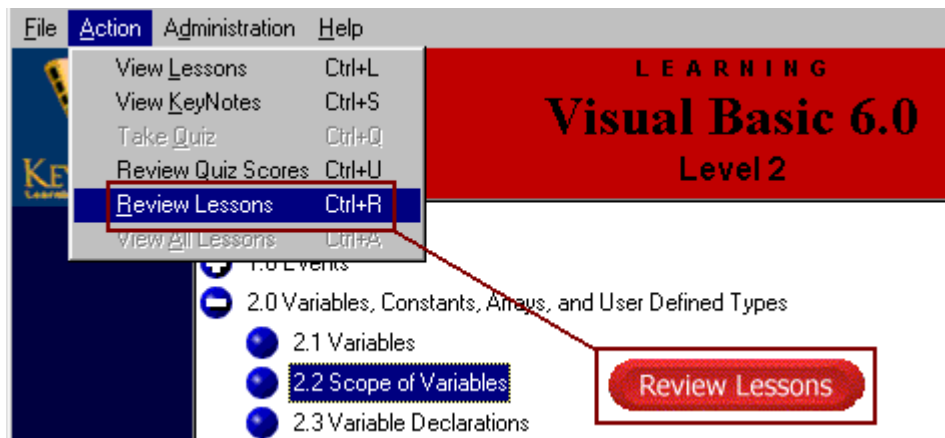 File Action Administration Help
View Lessons Ctrl+L
View KeyNotes Ctrl+S
Take Quiz Ctrl+Q
Review Quiz Scores Ctrl+U
Review Lessons Ctrl+R
View All Lessons Ctrl+A
LEARNING
Visual Basic 6.0
Level 2
1.0 Events
2.0 Variables, Constants, Arrays, and User Defined Types
2.1 Variables
2.2 Scope of Variables
2.3 Variable Declarations
Review Lessons